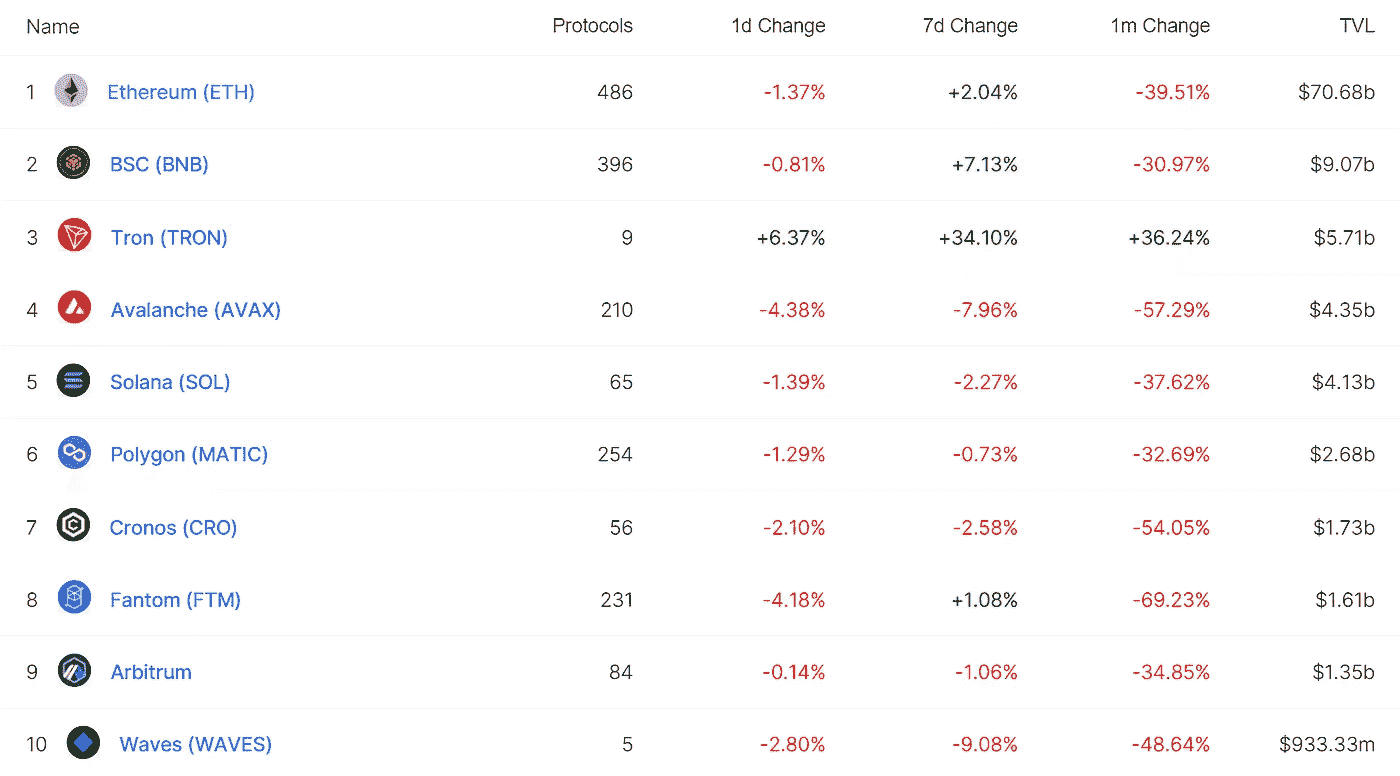 Name Protocols 1d Change 7d Change 1m Change TVL
1 Ethereum (ETH) 486 -1.37% +2.04% -39.51% $70.68b
2 BSC (BNB) 396 -0.81% +7.13% -30.97% $9.07b
3 Tron (TRON) 9 +6.37% +34.10% +36.24% $5.71b
4 Avalanche (AVAX) 210 -4.38% -7.96% -57.29% $4.35b
5 Solana (SOL) 65 -1.39% -2.27% -37.62% $4.13b
6 Polygon (MATIC) 254 -1.29% -0.73% -32.69% $2.68b
7 Cronos (CRO) 56 -2.10% -2.58% -54.05% $1.73b
8 Fantom (FTM) 231 -4.18% +1.08% -69.23% $1.61b
9 Arbitrum 84 -0.14% -1.06% -34.85% $1.35b
10 Waves (WAVES) 5 -2.80% -9.08% -48.64% $933.33m